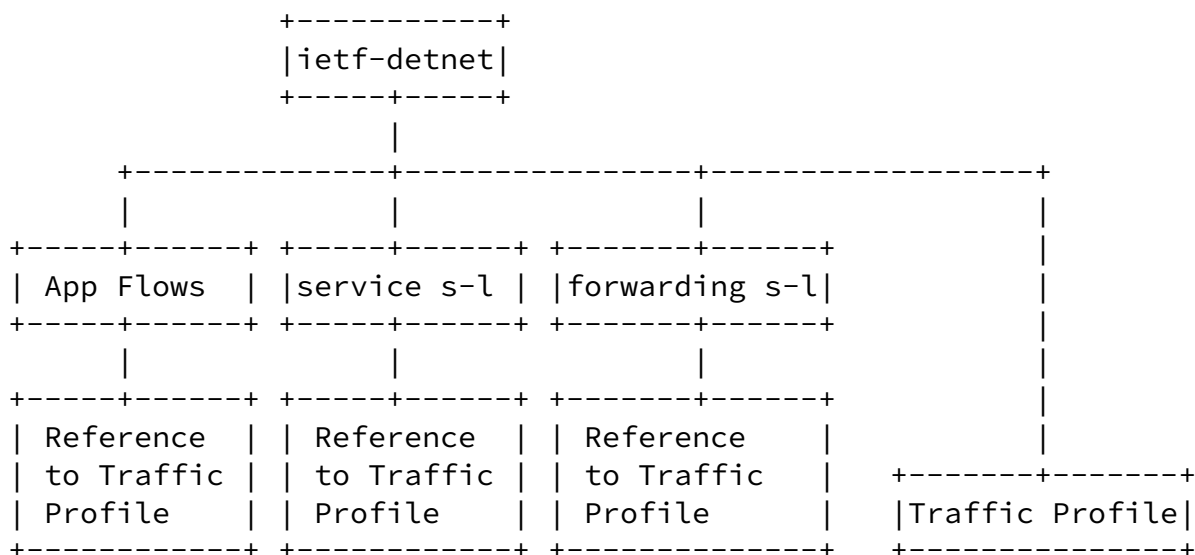 ietf-detnet
App Flows service s-l forwarding s-l
Reference Reference Reference
to Traffic to Traffic to Traffic
Profile Profile Profile Traffic Profile